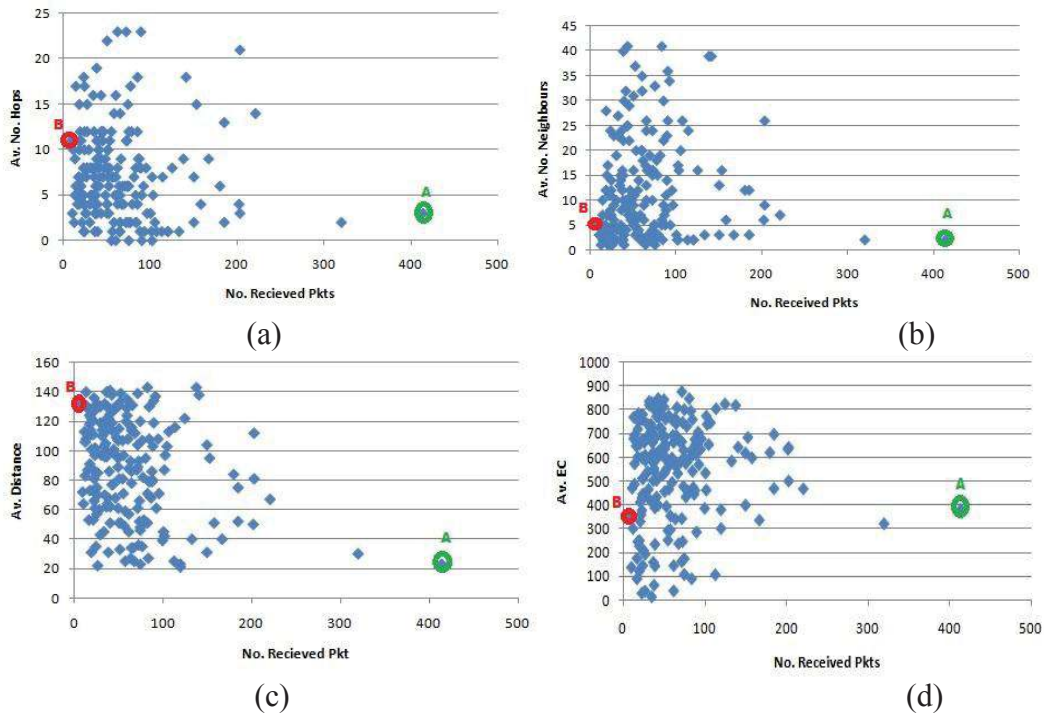 25
20
15
10
5
0
Av. No. Hops
B
A
0 100 200 300 400 500
No. Recieved Pkts
(a)
45
40
35
30
25
20
15
10
5
0
Av. No. Neighbours
B
A
0 100 200 300 400 500
No. Received Pkts
(b)
160
140
120
100
80
60
40
20
0
Av. Distance
B
A
0 100 200 300 400 500
No. Recieved Pkt
(c)
1000
900
800
700
600
500
400
300
200
100
0
Av. EC
B
A
0 100 200 300 400 500
No. Received Pkts
(d)